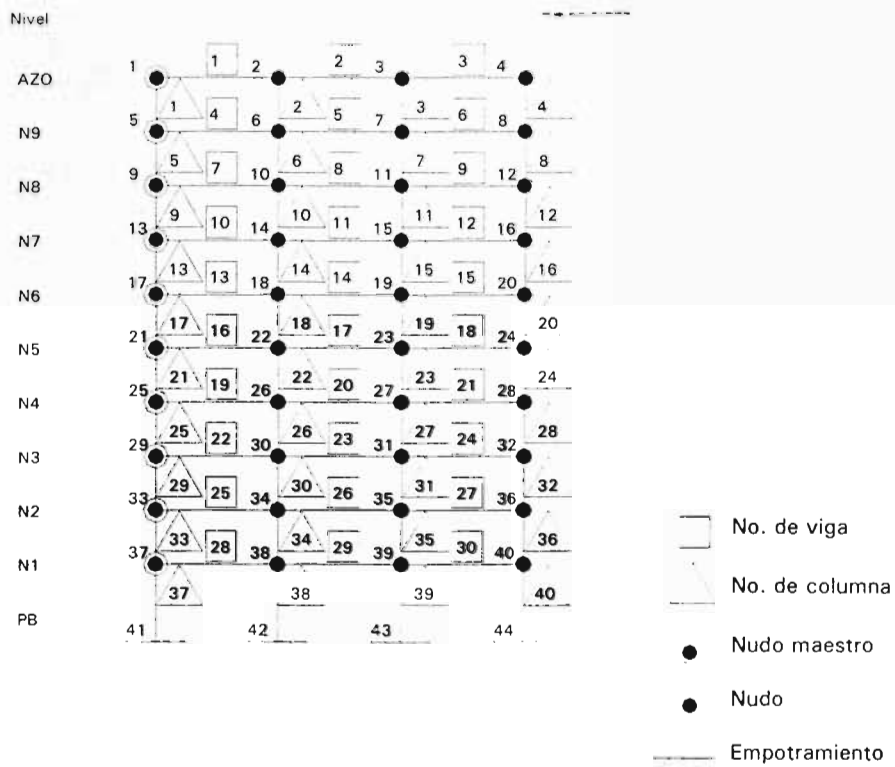 Nivel
1 1 2 2 3 3 4
AZO
1 4 2 5 3 6 4
5 6 7 8
N9
5 7 6 8 7 9 8
9 10 11 12
N8
9 10 10 11 11 12 12
13 14 15 16
N7
13 13 14 14 15 15 16
17 18 19 20
N6
17 16 18 17 19 18 20
21 22 23 24
N5
21 19 22 20 23 21 24
25 26 27 28
N4
25 22 26 23 27 24 28
29 30 31 32
N3
29 25 30 26 31 27 32
33 34 35 36
N2
33 28 34 29 35 30 36
37 38 39 40
N1
37 38 39 40
PB
41 42 43 44
No. de viga
No. de columna
Nudo maestro
Nudo
Empotramiento